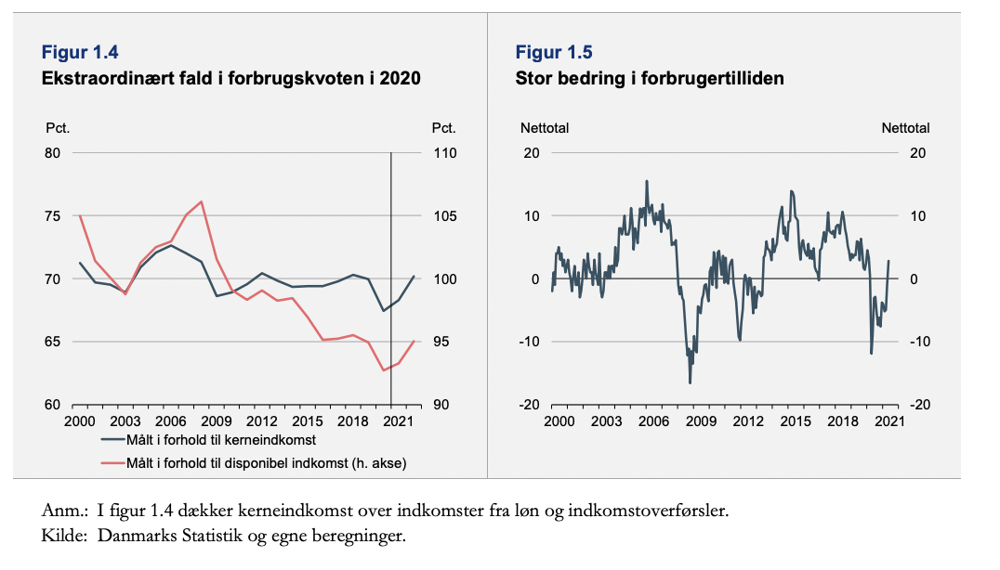 Figur 1.4
Ekstraordinært fald i forbrugskvoten i 2020
Pct. Pct.
80 110
75 105
70 100
65 95
60 90
2000 2003 2006 2009 2012 2015 2018 2021
Målt i forhold til kerneindkomst
Målt i forhold til disponibel indkomst (h. akse)
Figur 1.5
Stor bedring i forbrugertilliden
Nettotal Nettotal
20 20
10 10
0 0
-10 -10
-20 -20
2000 2003 2006 2009 2012 2015 2018 2021
Anm.: I figur 1.4 dækker kerneindkomst over indkomster fra løn og indkomstoverførsler.
Kilde: Danmarks Statistik og egne beregninger.